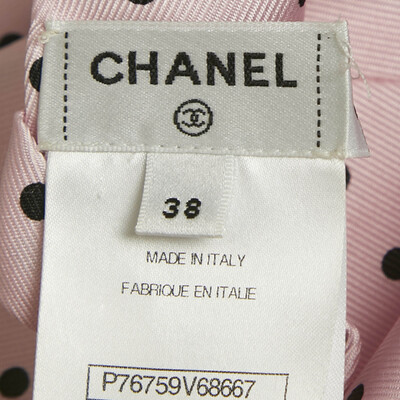 CHANEL
38
MADE IN ITALY
FABRIQUE EN ITALIE
P76759V68667